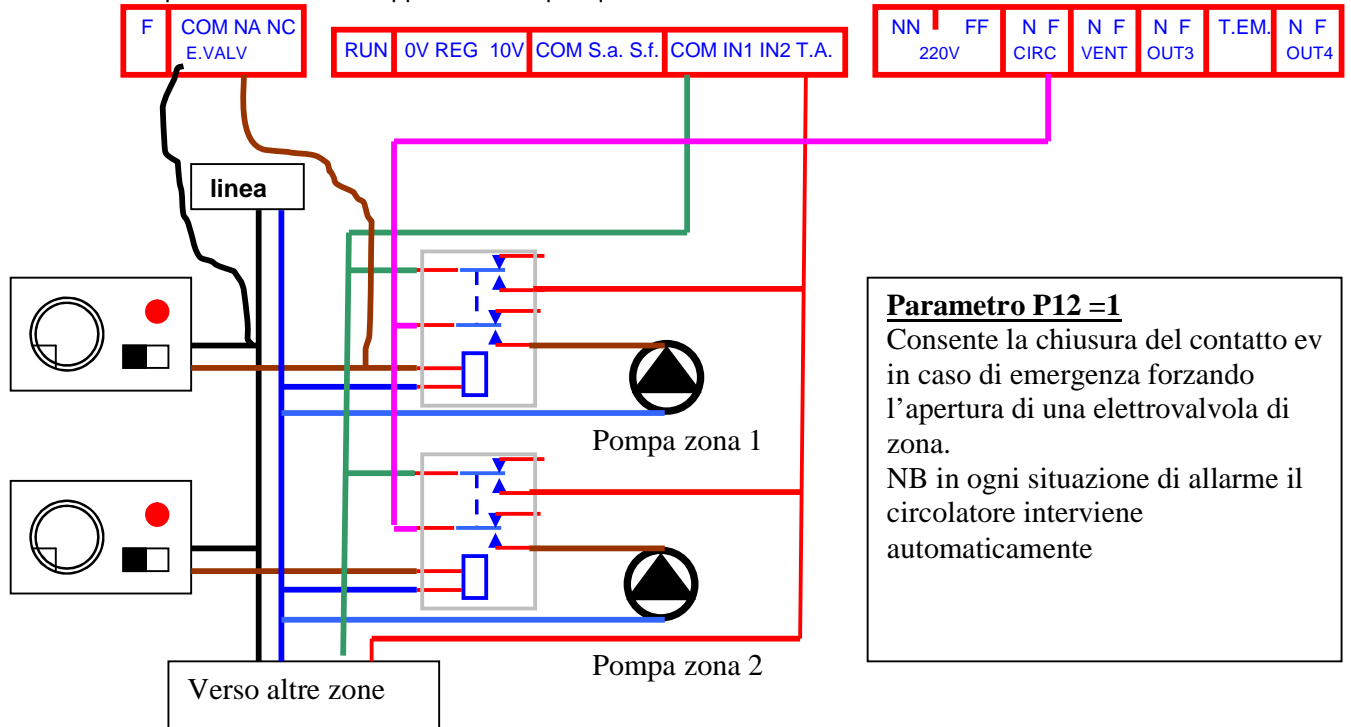 F COM NA NC
E.VALV
RUN 0V REG 10V COM S.a. S.f. COM IN1 IN2 T.A.
NN FF N F N F N F T.EM. N F
220V CIRC VENT OUT3 OUT4
linea
Pompa zona 1
Pompa zona 2
Verso altre zone
Parametro P12 =1
Consente la chiusura del contatto ev
in caso di emergenza forzando
l'apertura di una elettrovalvola di
zona.
NB in ogni situazione di allarme il
circolatore interviene
automaticamente